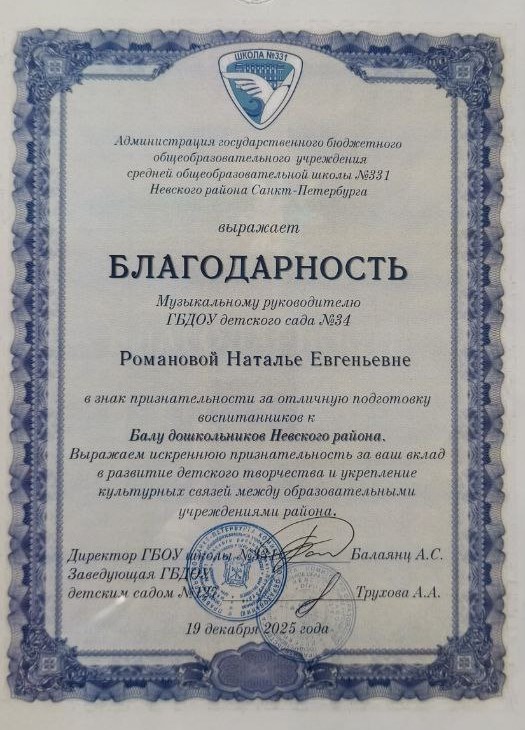 ШКОЛА №331
Администрация государственного бюджетного
общеобразовательного учреждения
средней общеобразовательной школы №331
Невского района Санкт-Петербурга
выражает
БЛАГОДАРНОСТЬ
Музыкальному руководителю
ГБДОУ детского сада №34
Романовой Наталье Евгеньевне
в знак признательности за отличную подготовку
воспитанников к
Балу дошкольников Невского района.
Выражаем искреннюю признательность за ваш вклад
в развитие детского творчества и укрепление
культурных связей между образовательными
учреждениями района.
Директор ГБОУ школы Балаянц А.С.
Заведующая ГБДОУ
детским садом Трухова А.А.
19 декабря 2025 года